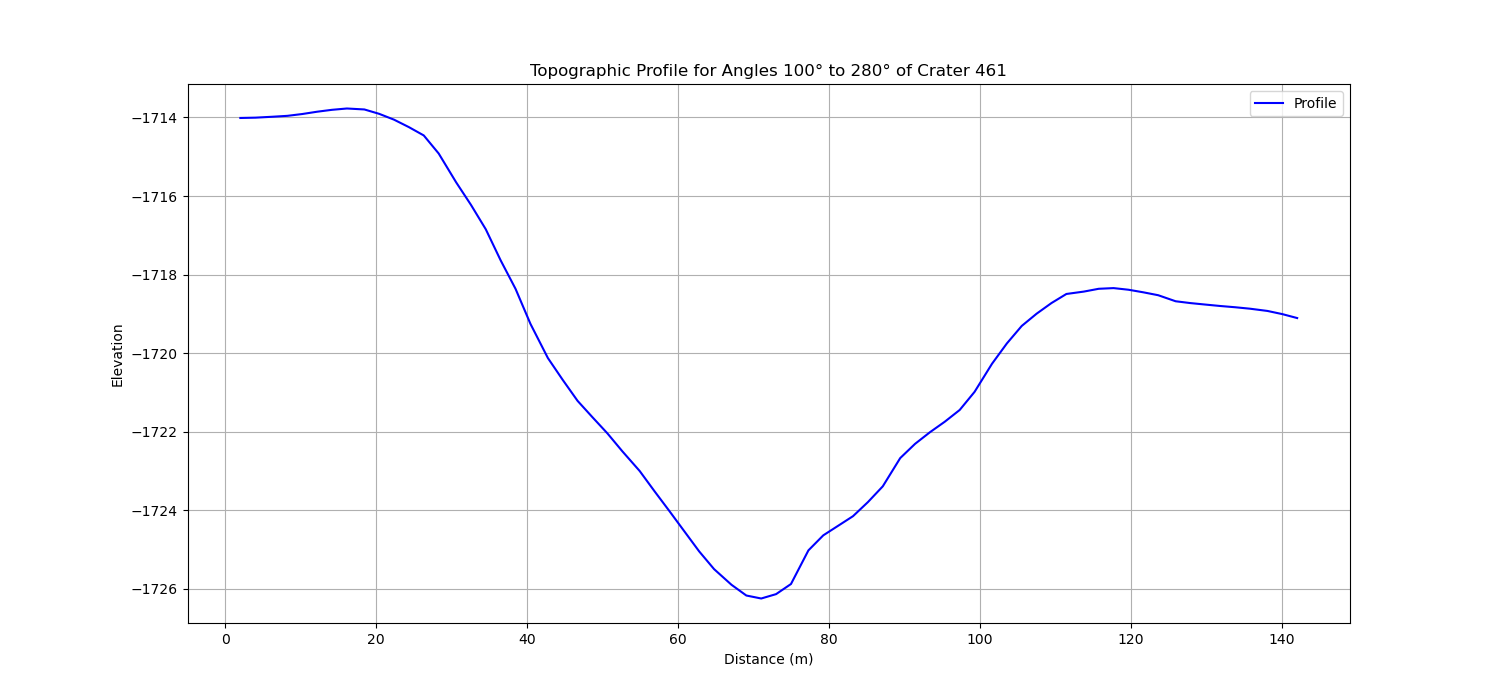 Topographic Profile for Angles 100° to 280° of Crater 461
Profile
−1714
−1716
−1718
−1720
−1722
−1724
−1726
Elevation
0 20 40 60 80 100 120 140
Distance (m)